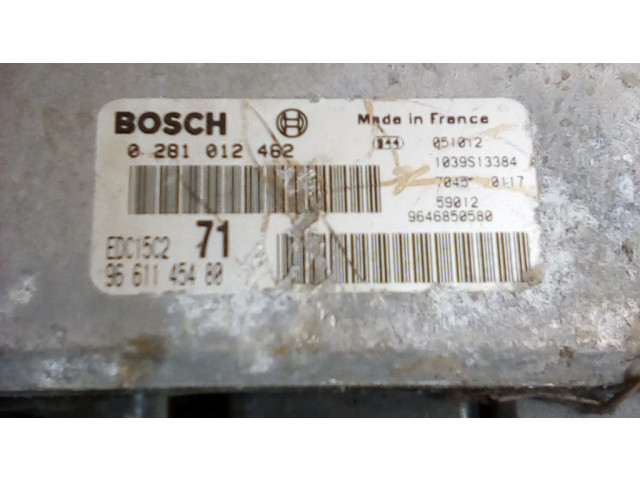 BOSCH
0 281 012 462
EDC15C2 71
96 611 454 80
Made in France
051012
1039S13384
7045 0117
59012
9646850580